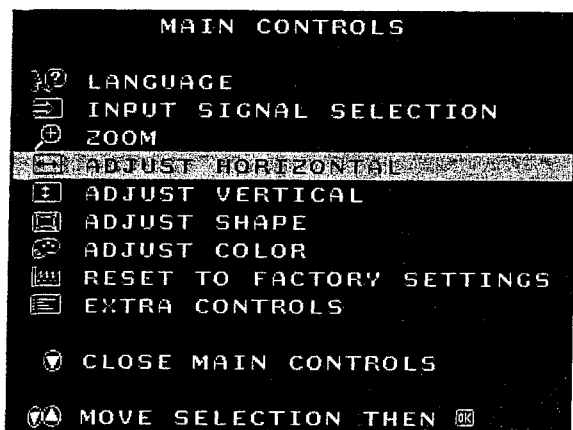 MAIN CONTROLS
LANGUAGE
INPUT SIGNAL SELECTION
ZOOM
ADJUST HORIZONTAL
ADJUST VERTICAL
ADJUST SHAPE
ADJUST COLOR
RESET TO FACTORY SETTINGS
EXTRA CONTROLS
CLOSE MAIN CONTROLS
MOVE SELECTION THEN OK